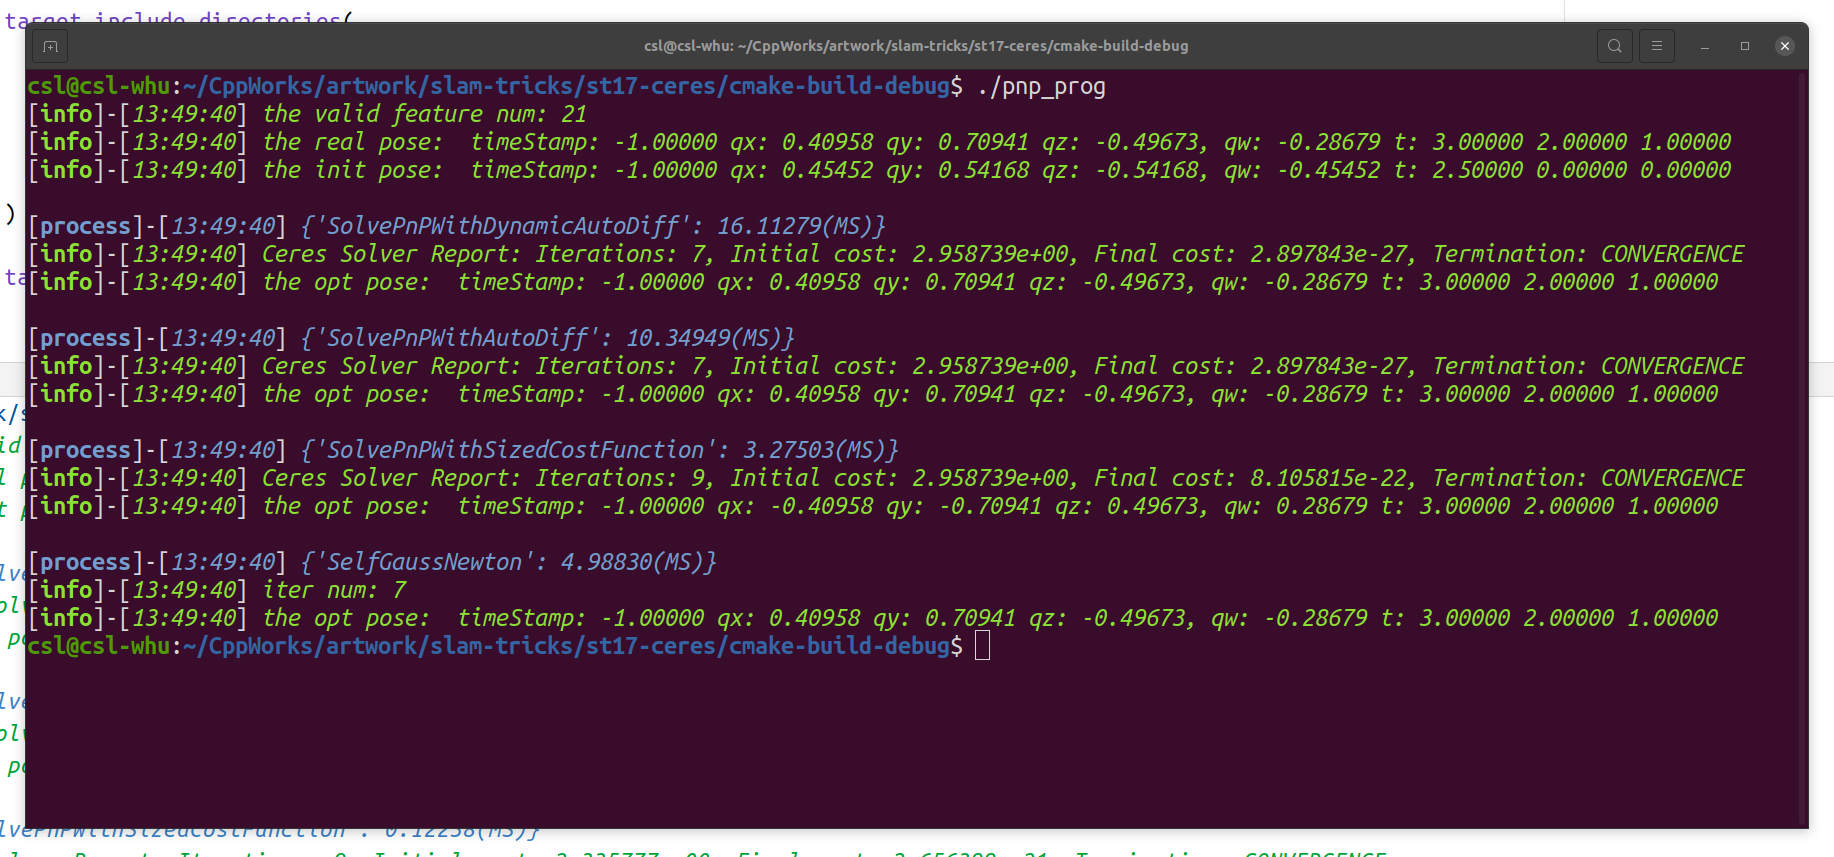 target_include_directories(
csl@csl-whu: ~/CppWorks/artwork/slam-tricks/st17-ceres/cmake-build-debug
csl@csl-whu:~/CppWorks/artwork/slam-tricks/st17-ceres/cmake-build-debug$ ./pnp_prog
[info]-[13:49:40] the valid feature num: 21
[info]-[13:49:40] the real pose:  timeStamp: -1.00000 qx: 0.40958 qy: 0.70941 qz: -0.49673, qw: -0.28679 t: 3.00000 2.00000 1.00000
[info]-[13:49:40] the init pose:  timeStamp: -1.00000 qx: 0.45452 qy: 0.54168 qz: -0.54168, qw: -0.45452 t: 2.50000 0.00000 0.00000
)
[process]-[13:49:40] {'SolvePnPWithDynamicAutoDiff': 16.11279(MS)}
[info]-[13:49:40] Ceres Solver Report: Iterations: 7, Initial cost: 2.958739e+00, Final cost: 2.897843e-27, Termination: CONVERGENCE
[info]-[13:49:40] the opt pose:  timeStamp: -1.00000 qx: 0.40958 qy: 0.70941 qz: -0.49673, qw: -0.28679 t: 3.00000 2.00000 1.00000
[process]-[13:49:40] {'SolvePnPWithAutoDiff': 10.34949(MS)}
[info]-[13:49:40] Ceres Solver Report: Iterations: 7, Initial cost: 2.958739e+00, Final cost: 2.897843e-27, Termination: CONVERGENCE
[info]-[13:49:40] the opt pose:  timeStamp: -1.00000 qx: 0.40958 qy: 0.70941 qz: -0.49673, qw: -0.28679 t: 3.00000 2.00000 1.00000
[process]-[13:49:40] {'SolvePnPWithSizedCostFunction': 3.27503(MS)}
[info]-[13:49:40] Ceres Solver Report: Iterations: 9, Initial cost: 2.958739e+00, Final cost: 8.105815e-22, Termination: CONVERGENCE
[info]-[13:49:40] the opt pose:  timeStamp: -1.00000 qx: -0.40958 qy: -0.70941 qz: 0.49673, qw: 0.28679 t: 3.00000 2.00000 1.00000
[process]-[13:49:40] {'SelfGaussNewton': 4.98830(MS)}
[info]-[13:49:40] iter num: 7
[info]-[13:49:40] the opt pose:  timeStamp: -1.00000 qx: 0.40958 qy: 0.70941 qz: -0.49673, qw: -0.28679 t: 3.00000 2.00000 1.00000
csl@csl-whu:~/CppWorks/artwork/slam-tricks/st17-ceres/cmake-build-debug$
lvePnPWithSizedCostFunction': 0.12258(MS)}